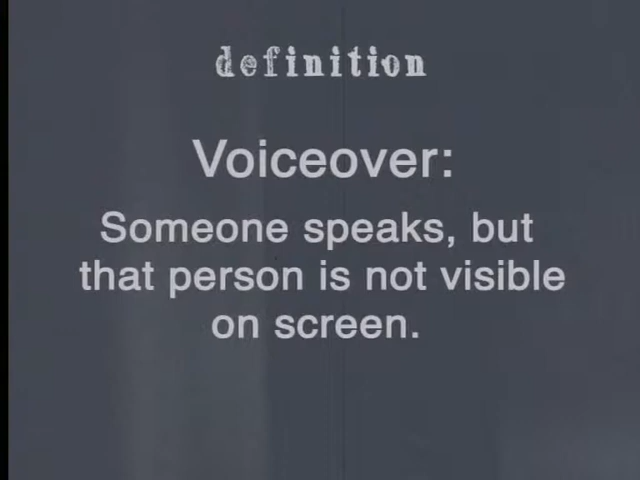 definition
Voiceover:
Someone speaks, but
that person is not visible
on screen.